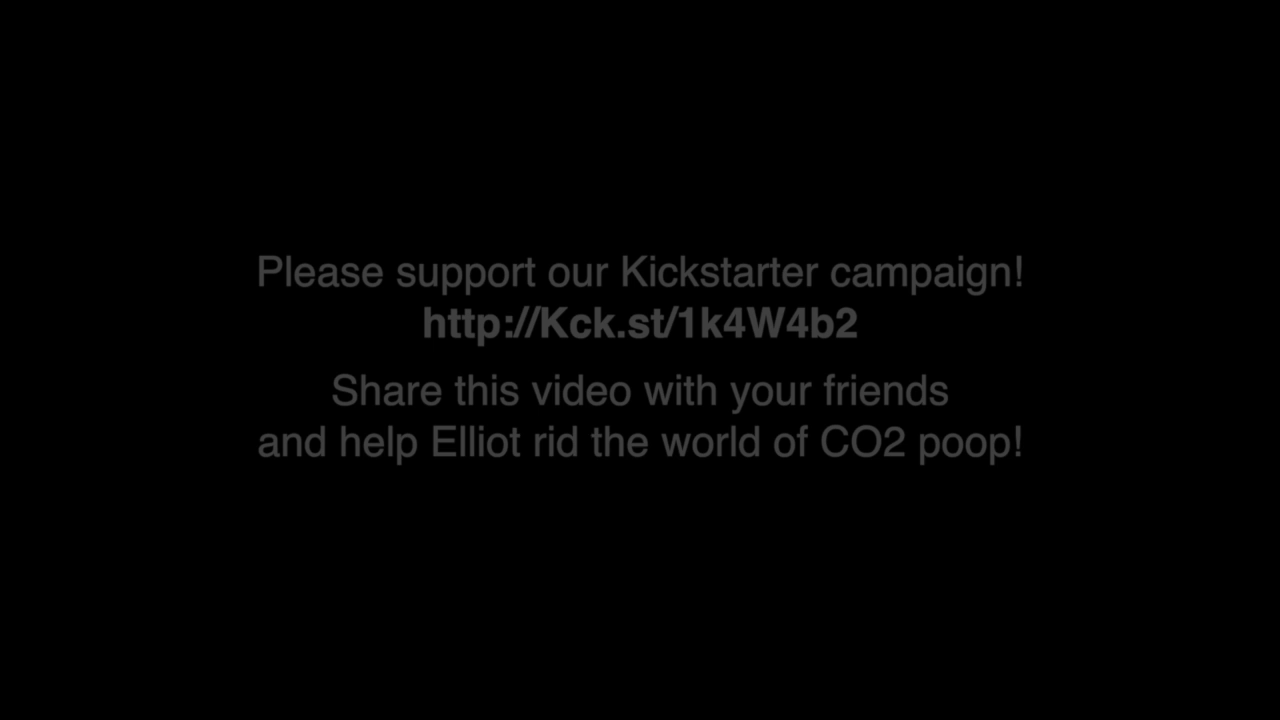 Please support our Kickstarter campaign!
http://Kck.st/1k4W4b2
Share this video with your friends
and help Elliot rid the world of CO2 poop!